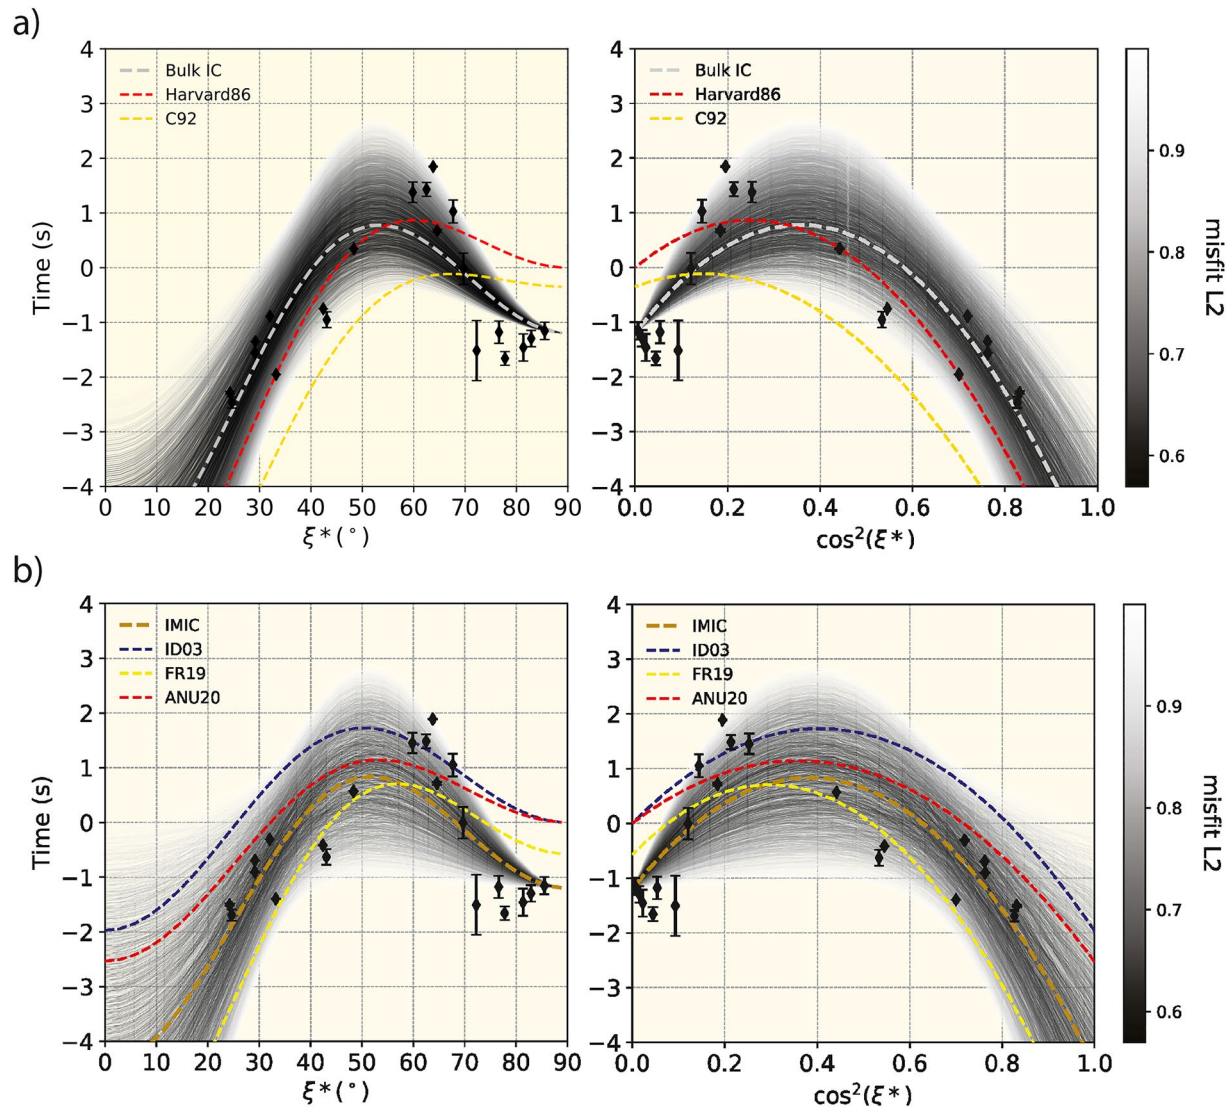 a)
Bulk IC
Harvard86
C92
Time (s)
4
3
2
1
0
−1
−2
−3
−4
0 10 20 30 40 50 60 70 80 90
ξ*(°)
Bulk IC
Harvard86
C92
4
3
2
1
0
−1
−2
−3
−4
0.0 0.2 0.4 0.6 0.8 1.0
cos²(ξ*)
0.9
0.8
0.7
0.6
misfit L2
b)
IMIC
ID03
FR19
ANU20
Time (s)
4
3
2
1
0
−1
−2
−3
−4
0 10 20 30 40 50 60 70 80 90
ξ*(°)
IMIC
ID03
FR19
ANU20
4
3
2
1
0
−1
−2
−3
−4
0.0 0.2 0.4 0.6 0.8 1.0
cos²(ξ*)
0.9
0.8
0.7
0.6
misfit L2